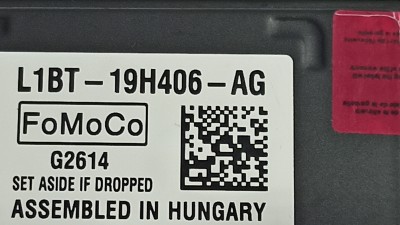 L1BT-19H406-AG
FoMoCo
G2614
SET ASIDE IF DROPPED
ASSEMBLED IN HUNGARY